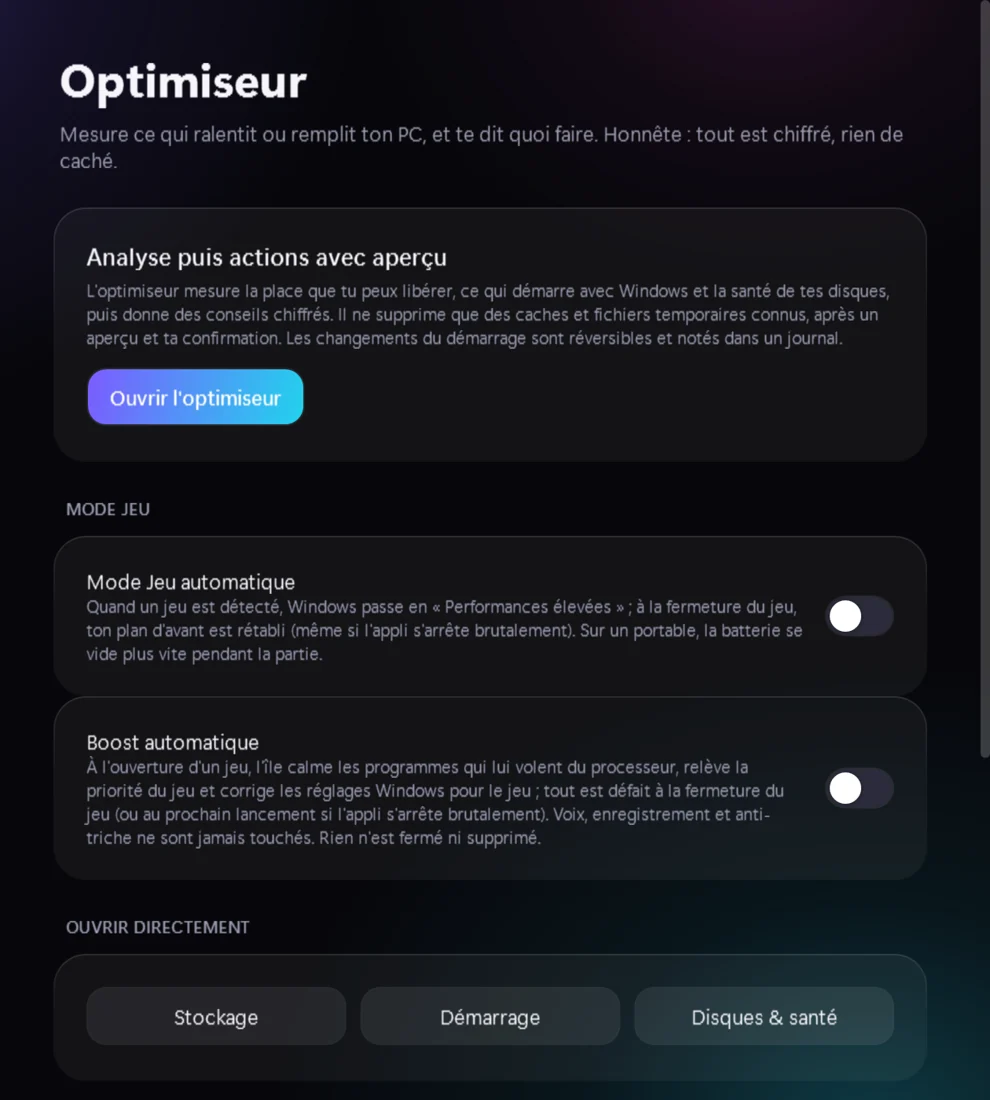 Optimiseur
Mesure ce qui ralentit ou remplit ton PC, et te dit quoi faire. Honnête : tout est chiffré, rien de
caché.
Analyse puis actions avec aperçu
L'optimiseur mesure la place que tu peux libérer, ce qui démarre avec Windows et la santé de tes disques,
puis donne des conseils chiffrés. Il ne supprime que des caches et fichiers temporaires connus, après un
aperçu et ta confirmation. Les changements du démarrage sont réversibles et notés dans un journal.
Ouvrir l'optimiseur
MODE JEU
Mode Jeu automatique
Quand un jeu est détecté, Windows passe en « Performances élevées » ; à la fermeture du jeu,
ton plan d'avant est rétabli (même si l'appli s'arrête brutalement). Sur un portable, la batterie se
vide plus vite pendant la partie.
Boost automatique
À l'ouverture d'un jeu, l'île calme les programmes qui lui volent du processeur, relève la
priorité du jeu et corrige les réglages Windows pour le jeu ; tout est défait à la fermeture du
jeu (ou au prochain lancement si l'appli s'arrête brutalement). Voix, enregistrement et anti-
triche ne sont jamais touchés. Rien n'est fermé ni supprimé.
OUVRIR DIRECTEMENT
Stockage
Démarrage
Disques & santé